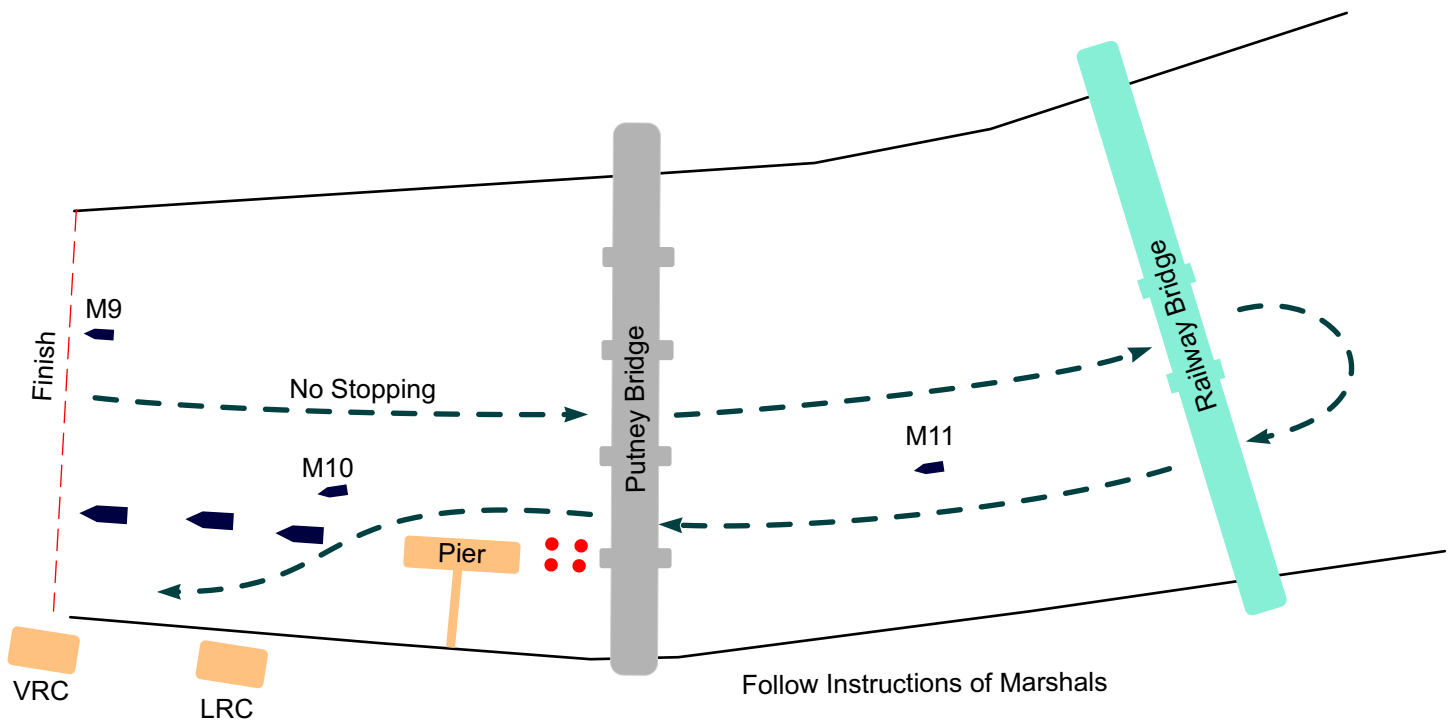 M9
Finish
No Stopping
M10
Pier
Putney Bridge
M11
Railway Bridge
VRC
LRC
Follow Instructions of Marshals